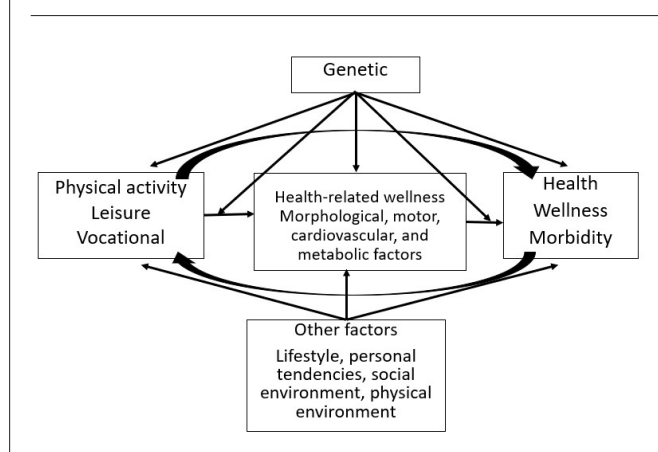 Genetic
Physical activity
Leisure
Vocational
Health-related wellness
Morphological, motor,
cardiovascular, and
metabolic factors
Health
Wellness
Morbidity
Other factors
Lifestyle, personal
tendencies, social
environment, physical
environment